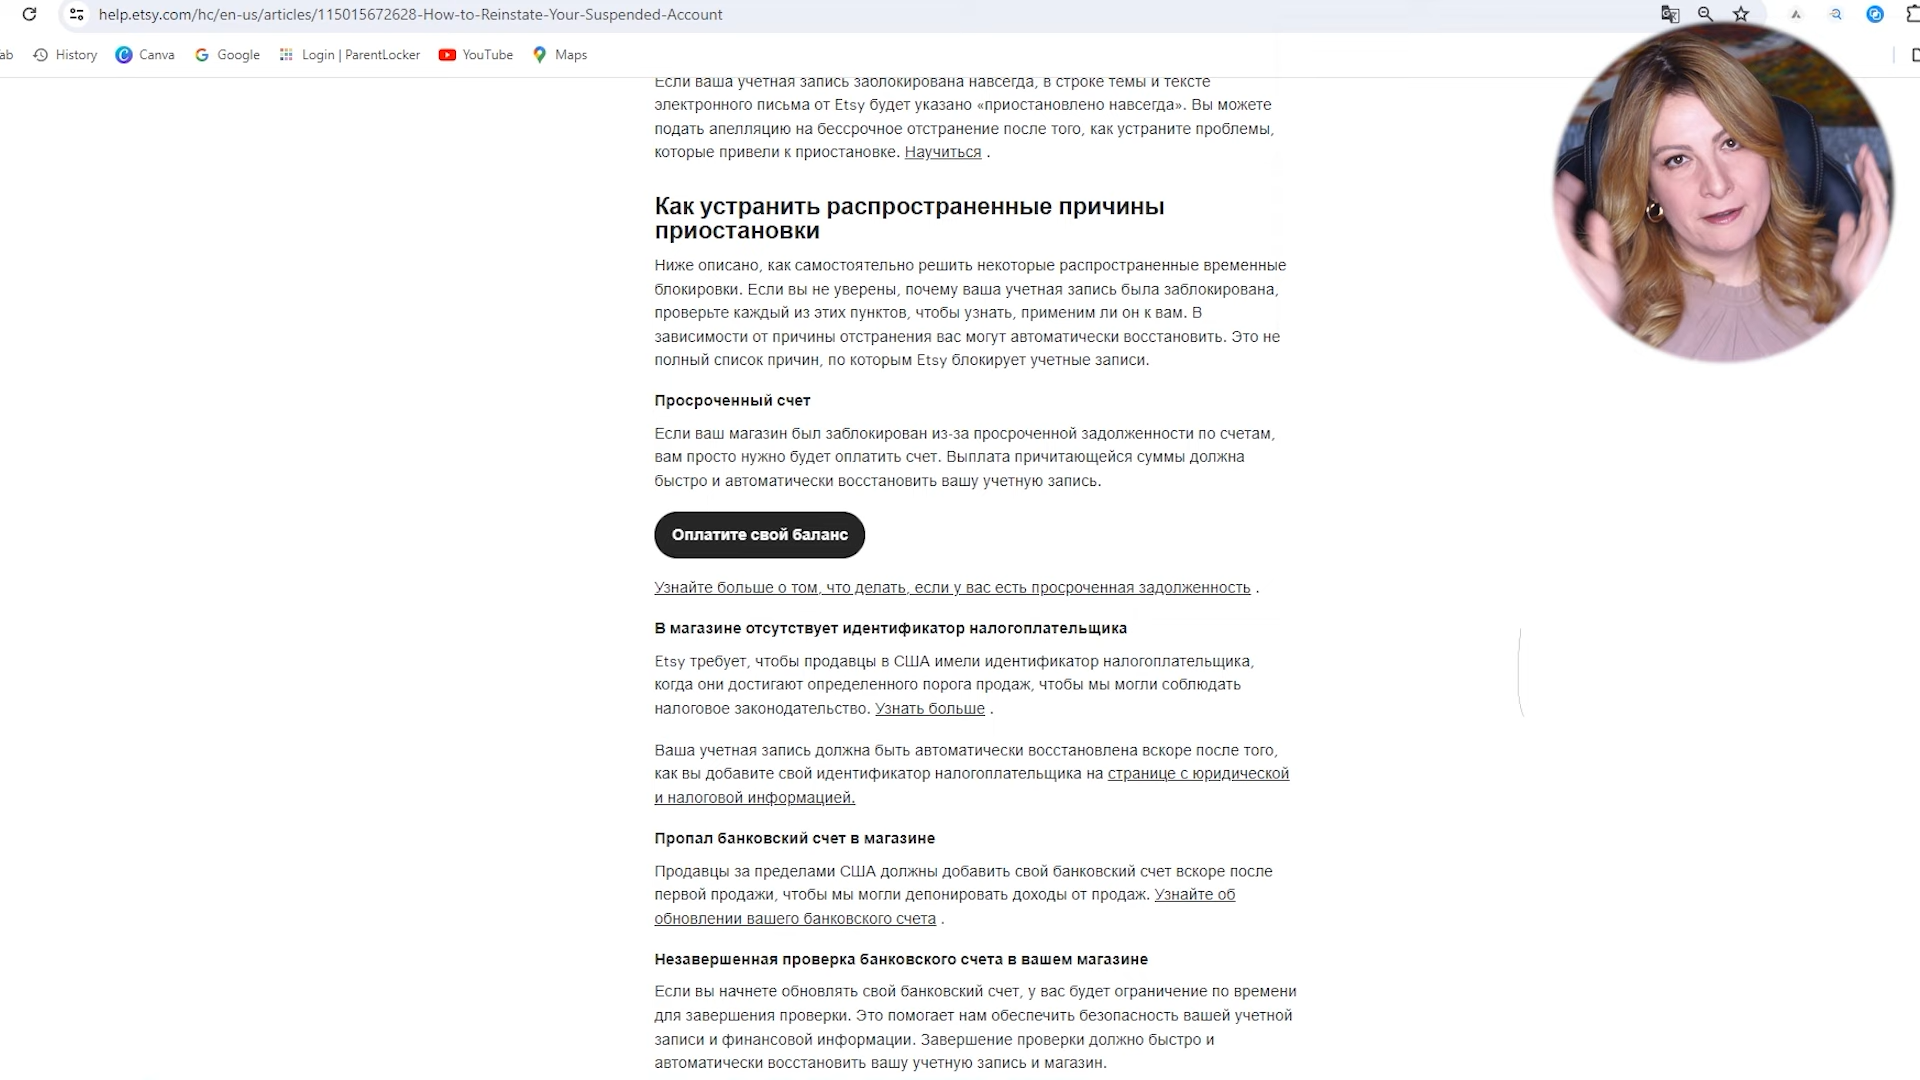 help.etsy.com/hc/en-us/articles/115015672628-How-to-Reinstate-Your-Suspended-Account
ab History Canva Google Login | ParentLocker YouTube Maps
Если ваша учетная запись заблокирована навсегда, в строке темы и тексте
электронного письма от Etsy будет указано «приостановлено навсегда». Вы можете
подать апелляцию на бессрочное отстранение после того, как устраните проблемы,
которые привели к приостановке. Научиться .
Как устранить распространенные причины
приостановки
Ниже описано, как самостоятельно решить некоторые распространенные временные
блокировки. Если вы не уверены, почему ваша учетная запись была заблокирована,
проверьте каждый из этих пунктов, чтобы узнать, применим ли он к вам. В
зависимости от причины отстранения вас могут автоматически восстановить. Это не
полный список причин, по которым Etsy блокирует учетные записи.
Просроченный счет
Если ваш магазин был заблокирован из-за просроченной задолженности по счетам,
вам просто нужно будет оплатить счет. Выплата причитающейся суммы должна
быстро и автоматически восстановить вашу учетную запись.
Оплатите свой баланс
Узнайте больше о том, что делать, если у вас есть просроченная задолженность .
В магазине отсутствует идентификатор налогоплательщика
Etsy требует, чтобы продавцы в США имели идентификатор налогоплательщика,
когда они достигают определенного порога продаж, чтобы мы могли соблюдать
налоговое законодательство. Узнать больше .
Ваша учетная запись должна быть автоматически восстановлена вскоре после того,
как вы добавите свой идентификатор налогоплательщика на странице с юридической
и налоговой информацией.
Пропал банковский счет в магазине
Продавцы за пределами США должны добавить свой банковский счет вскоре после
первой продажи, чтобы мы могли депонировать доходы от продаж. Узнайте об
обновлении вашего банковского счета .
Незавершенная проверка банковского счета в вашем магазине
Если вы начнете обновлять свой банковский счет, у вас будет ограничение по времени
для завершения проверки. Это помогает нам обеспечить безопасность вашей учетной
записи и финансовой информации. Завершение проверки должно быстро и
автоматически восстановить вашу учетную запись и магазин.